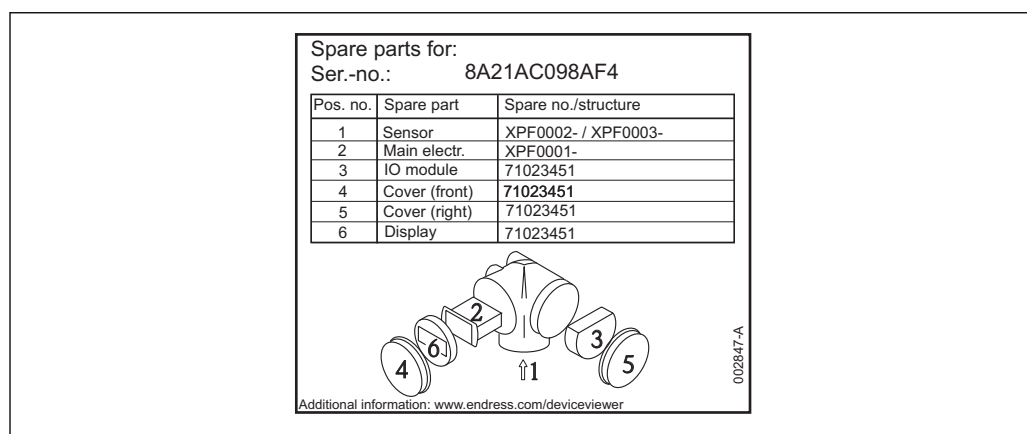 Spare parts for:
Ser.-no.: 8A21AC098AF4
Pos. no. Spare part Spare no./structure
1 Sensor XPF0002- / XPF0003-
2 Main electr. XPF0001-
3 IO module 71023451
4 Cover (front) 71023451
5 Cover (right) 71023451
6 Display 71023451
2
6
4
3
5
⇧1
002847-A
Additional information: www.endress.com/deviceviewer